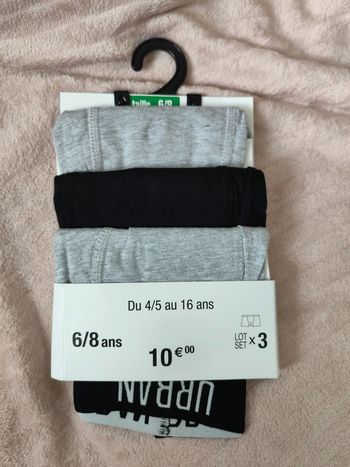 taille 6/8
Du 4/5 au 16 ans
6/8 ans
10€00
LOT
SET x 3
URBAN